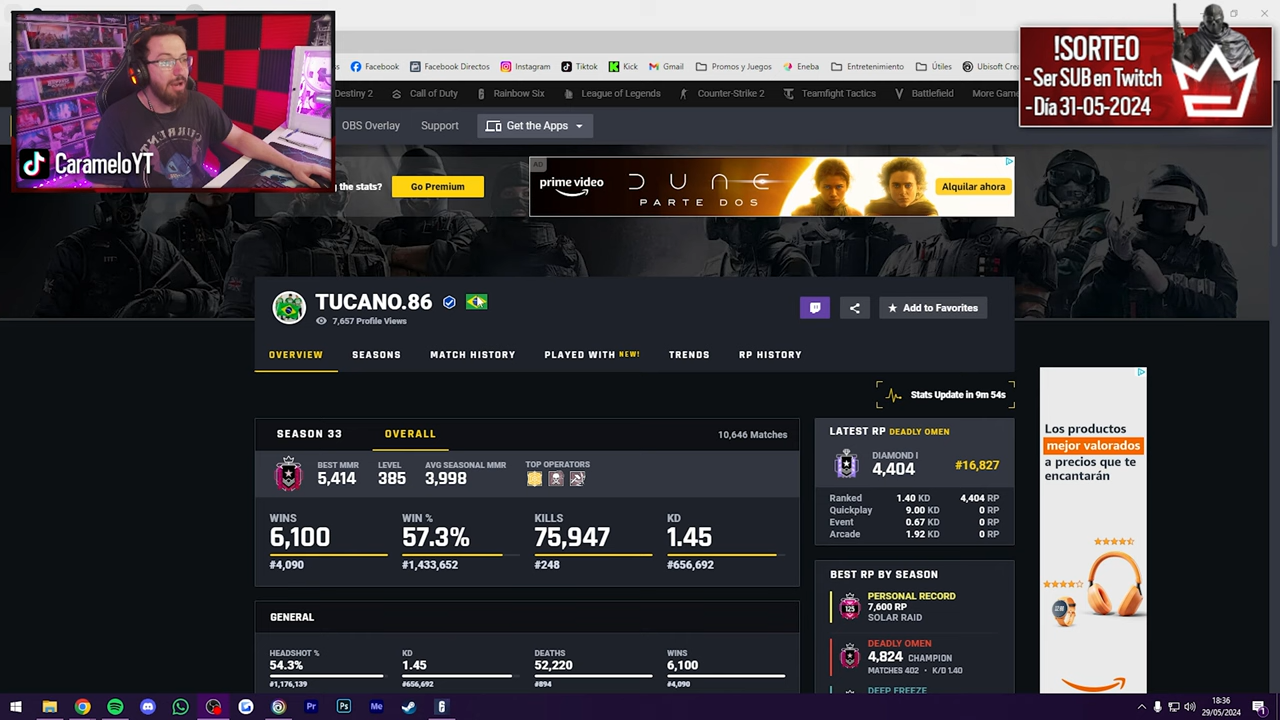 CarameloYT
!SORTEO
- Ser SUB en Twitch
- Día 31-05-2024
Facebook
Facebook Directos
Instagram
Tiktok
Kick
Gmail
Promos y Juegos
Eneba
Entretenimiento
Útiles
Ubisoft Crea
Call of Duty
Rainbow Six
League of Legends
Counter-Strike 2
Teamfight Tactics
Battlefield
OBS Overlay
Support
Get the Apps
the stats?
Go Premium
AD
prime video
DUNE
PARTE DOS
Alquilar ahora
TUCANO.86
7,657 Profile Views
Add to Favorites
OVERVIEW
SEASONS
MATCH HISTORY
PLAYED WITH NEW!
TRENDS
RP HISTORY
Stats Update in 9m 54s
SEASON 33
OVERALL
10,646 Matches
BEST MMR
5,414
LEVEL
385
AVG SEASONAL MMR
3,998
TOP OPERATORS
WINS
6,100
#4,090
WIN %
57.3%
#1,433,652
KILLS
75,947
#248
KD
1.45
#656,692
GENERAL
HEADSHOT %
54.3%
#1,176,139
KD
1.45
#656,692
DEATHS
52,220
#894
WINS
6,100
#4,090
LATEST RP DEADLY OMEN
DIAMOND I
4,404
#16,827
Ranked 1.40 KD 4,404 RP
Quickplay 9.00 KD 0 RP
Event 0.67 KD 0 RP
Arcade 1.92 KD 0 RP
BEST RP BY SEASON
125
PERSONAL RECORD
7,600 RP
SOLAR RAID
DEADLY OMEN
4,824 CHAMPION
MATCHES 402 • K/D 1.40
DEEP FREEZE
Los productos
mejor valorados
a precios que te
encantarán
Pr
Ps
Me
18:36
29/05/2024